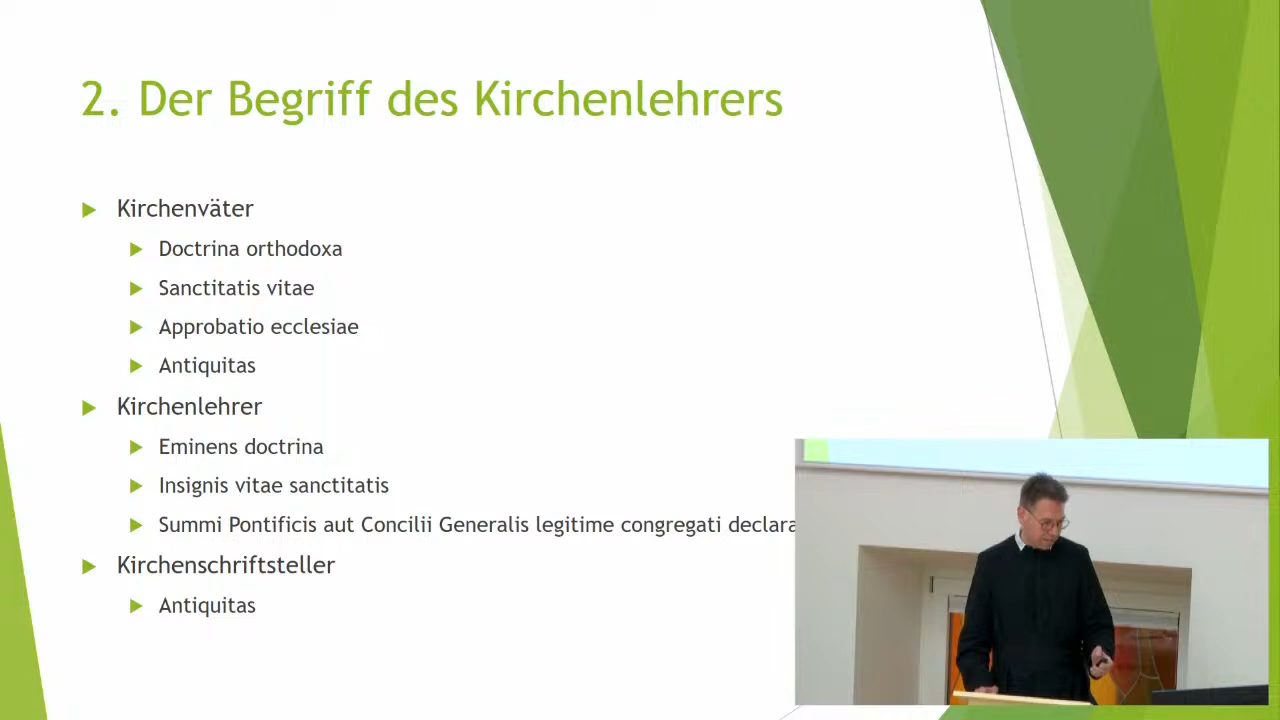 2. Der Begriff des Kirchenlehrers
Kirchenväter
Doctrina orthodoxa
Sanctitatis vitae
Approbatio ecclesiae
Antiquitas
Kirchenlehrer
Eminens doctrina
Insignis vitae sanctitatis
Summi Pontificis aut Concilii Generalis legitime congregati
Kirchenschriftsteller
Antiquitas